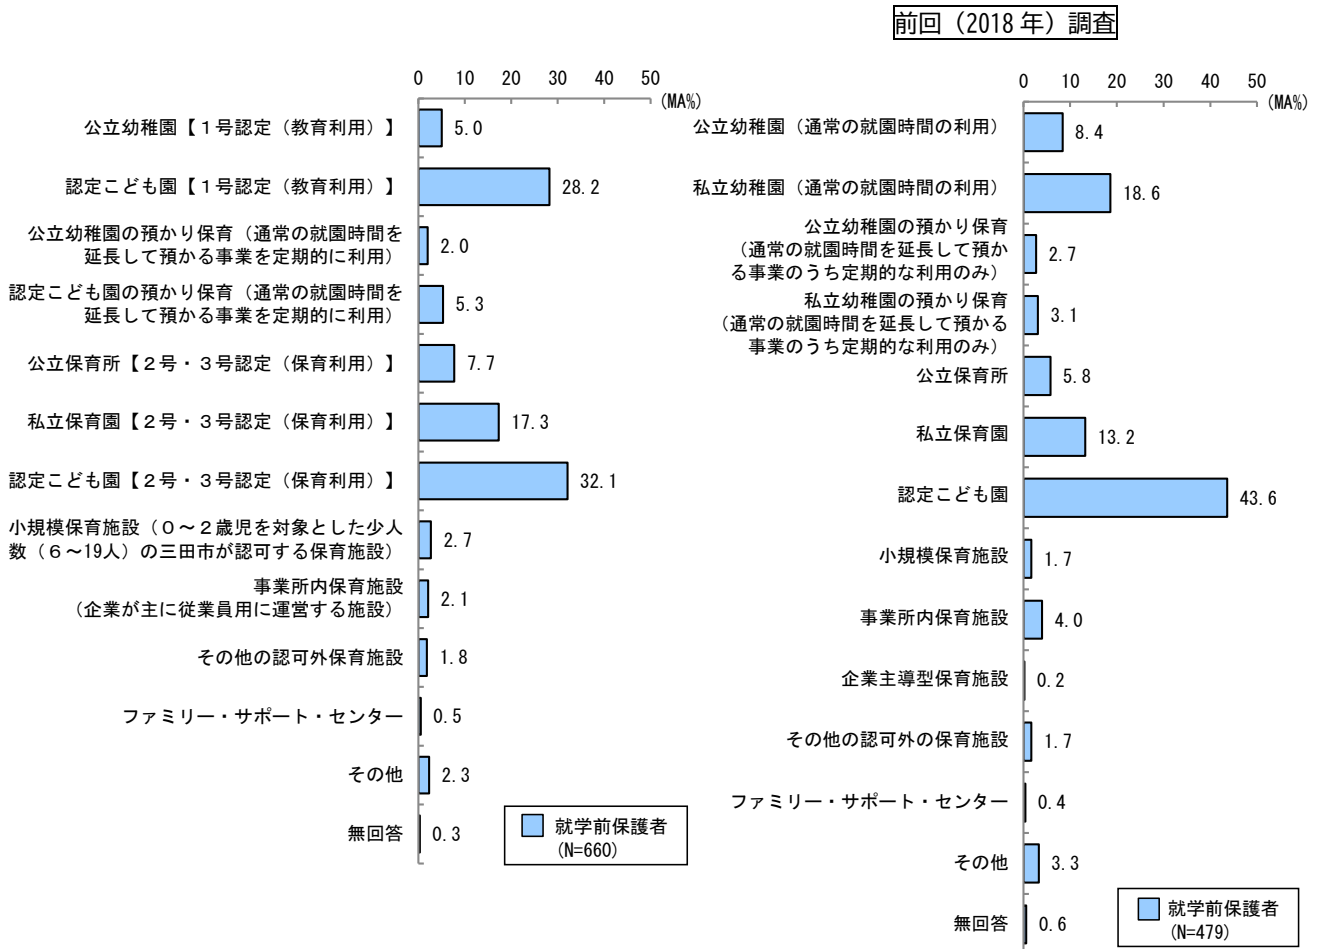 前回（2018 年）調査
0 10 20 30 40 50
(MA%)
公立幼稚園【１号認定（教育利用）】
5.0
認定こども園【１号認定（教育利用）】
28.2
公立幼稚園の預かり保育（通常の就園時間を
延長して預かる事業を定期的に利用）
2.0
認定こども園の預かり保育（通常の就園時間を
延長して預かる事業を定期的に利用）
5.3
公立保育所【２号・３号認定（保育利用）】
7.7
私立保育園【２号・３号認定（保育利用）】
17.3
認定こども園【２号・３号認定（保育利用）】
32.1
小規模保育施設（０～２歳児を対象とした少人
数（６～19人）の三田市が認可する保育施設）
2.7
事業所内保育施設
（企業が主に従業員用に運営する施設）
2.1
その他の認可外保育施設
1.8
ファミリー・サポート・センター
0.5
その他
2.3
無回答
0.3
就学前保護者
(N=660)
0 10 20 30 40 50
(MA%)
公立幼稚園（通常の就園時間の利用）
8.4
私立幼稚園（通常の就園時間の利用）
18.6
公立幼稚園の預かり保育
（通常の就園時間を延長して預か
る事業のうち定期的な利用のみ）
2.7
私立幼稚園の預かり保育
（通常の就園時間を延長して預かる
事業のうち定期的な利用のみ）
3.1
公立保育所
5.8
私立保育園
13.2
認定こども園
43.6
小規模保育施設
1.7
事業所内保育施設
4.0
企業主導型保育施設
0.2
その他の認可外の保育施設
1.7
ファミリー・サポート・センター
0.4
その他
3.3
無回答
0.6
就学前保護者
(N=479)